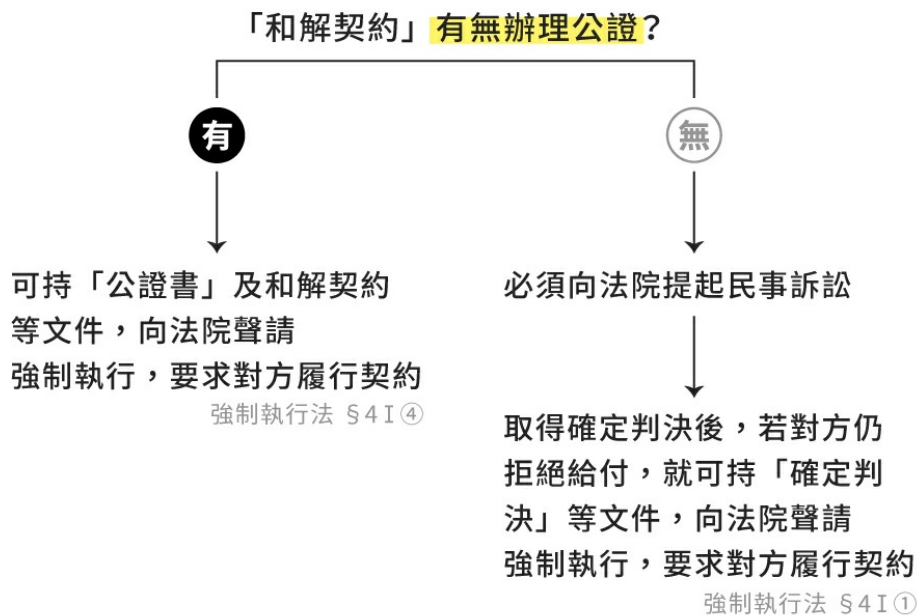 「和解契約」有無辦理公證?
有
無
可持「公證書」及和解契約
等文件，向法院聲請
強制執行，要求對方履行契約
強制執行法 §4Ⅰ④
必須向法院提起民事訴訟
取得確定判決後，若對方仍
拒絕給付，就可持「確定判
決」等文件，向法院聲請
強制執行，要求對方履行契約
強制執行法 §4Ⅰ①